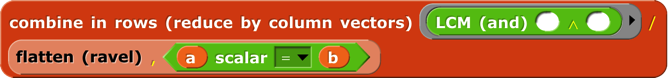 combine in rows (reduce by column vectors) LCM (and) ∧ /
flatten (ravel) , a scalar = b